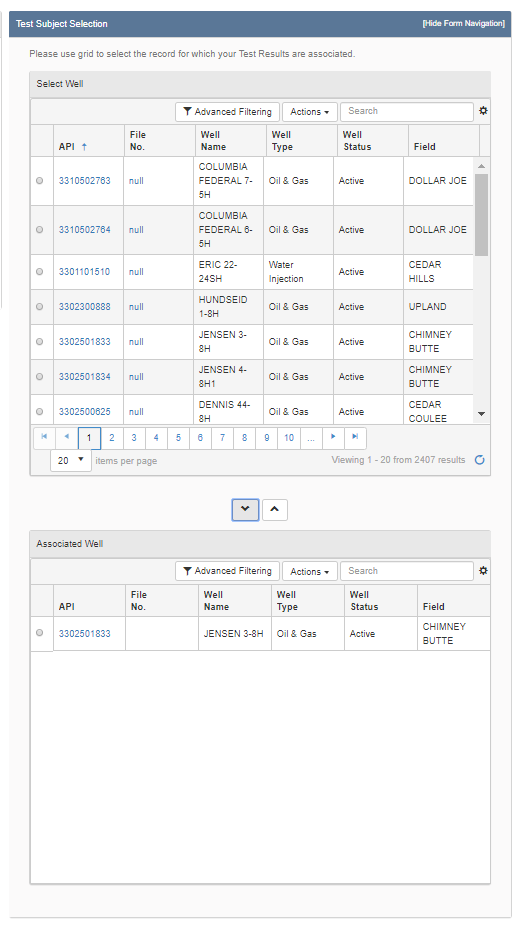 Test Subject Selection [Hide Form Navigation]
Please use grid to select the record for which your Test Results are associated.
Select Well
Advanced Filtering Actions Search
API ↑ File No. Well Name Well Type Well Status Field
3310502763 null COLUMBIA FEDERAL 7-5H Oil & Gas Active DOLLAR JOE
3310502764 null COLUMBIA FEDERAL 6-5H Oil & Gas Active DOLLAR JOE
3301101510 null ERIC 22-24SH Water Injection Active CEDAR HILLS
3302300888 null HUNDSEID 1-8H Oil & Gas Active UPLAND
3302501833 null JENSEN 3-8H Oil & Gas Active CHIMNEY BUTTE
3302501834 null JENSEN 4-8H1 Oil & Gas Active CHIMNEY BUTTE
3302500625 null DENNIS 44-8H Oil & Gas Active CEDAR COULEE
1 2 3 4 5 6 7 8 9 10 ...
20 items per page Viewing 1 - 20 from 2407 results
Associated Well
Advanced Filtering Actions Search
API File No. Well Name Well Type Well Status Field
3302501833 JENSEN 3-8H Oil & Gas Active CHIMNEY BUTTE